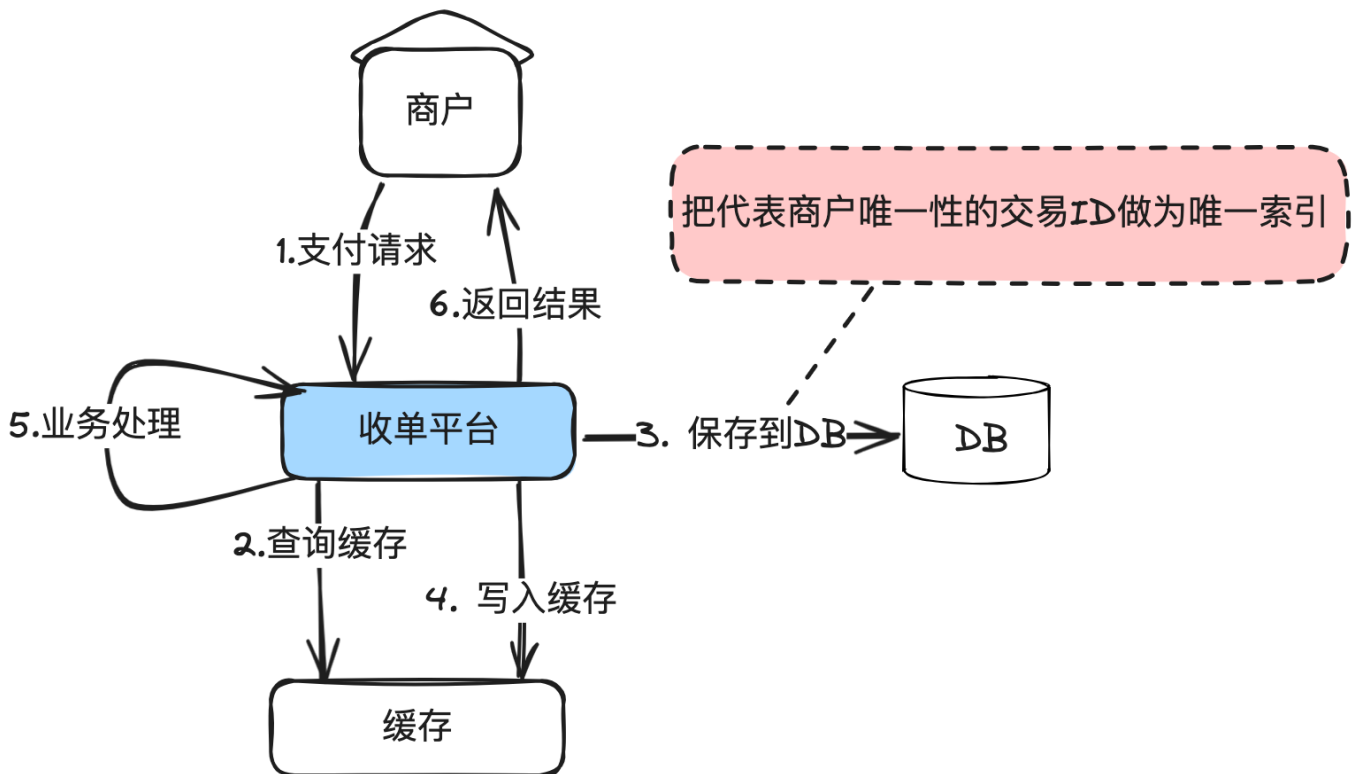 商户
把代表商户唯一性的交易ID做为唯一索引
1.支付请求
6.返回结果
5.业务处理
收单平台
3. 保存到DB
DB
2.查询缓存
4. 写入缓存
缓存